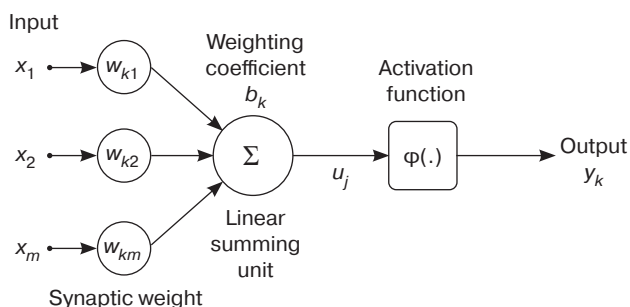 Input
x1
wk1
x2
wk2
xm
wkm
Synaptic weight
Weighting
coefficient
bk
Σ
Linear
summing
unit
uj
Activation
function
φ(.)
Output
yk